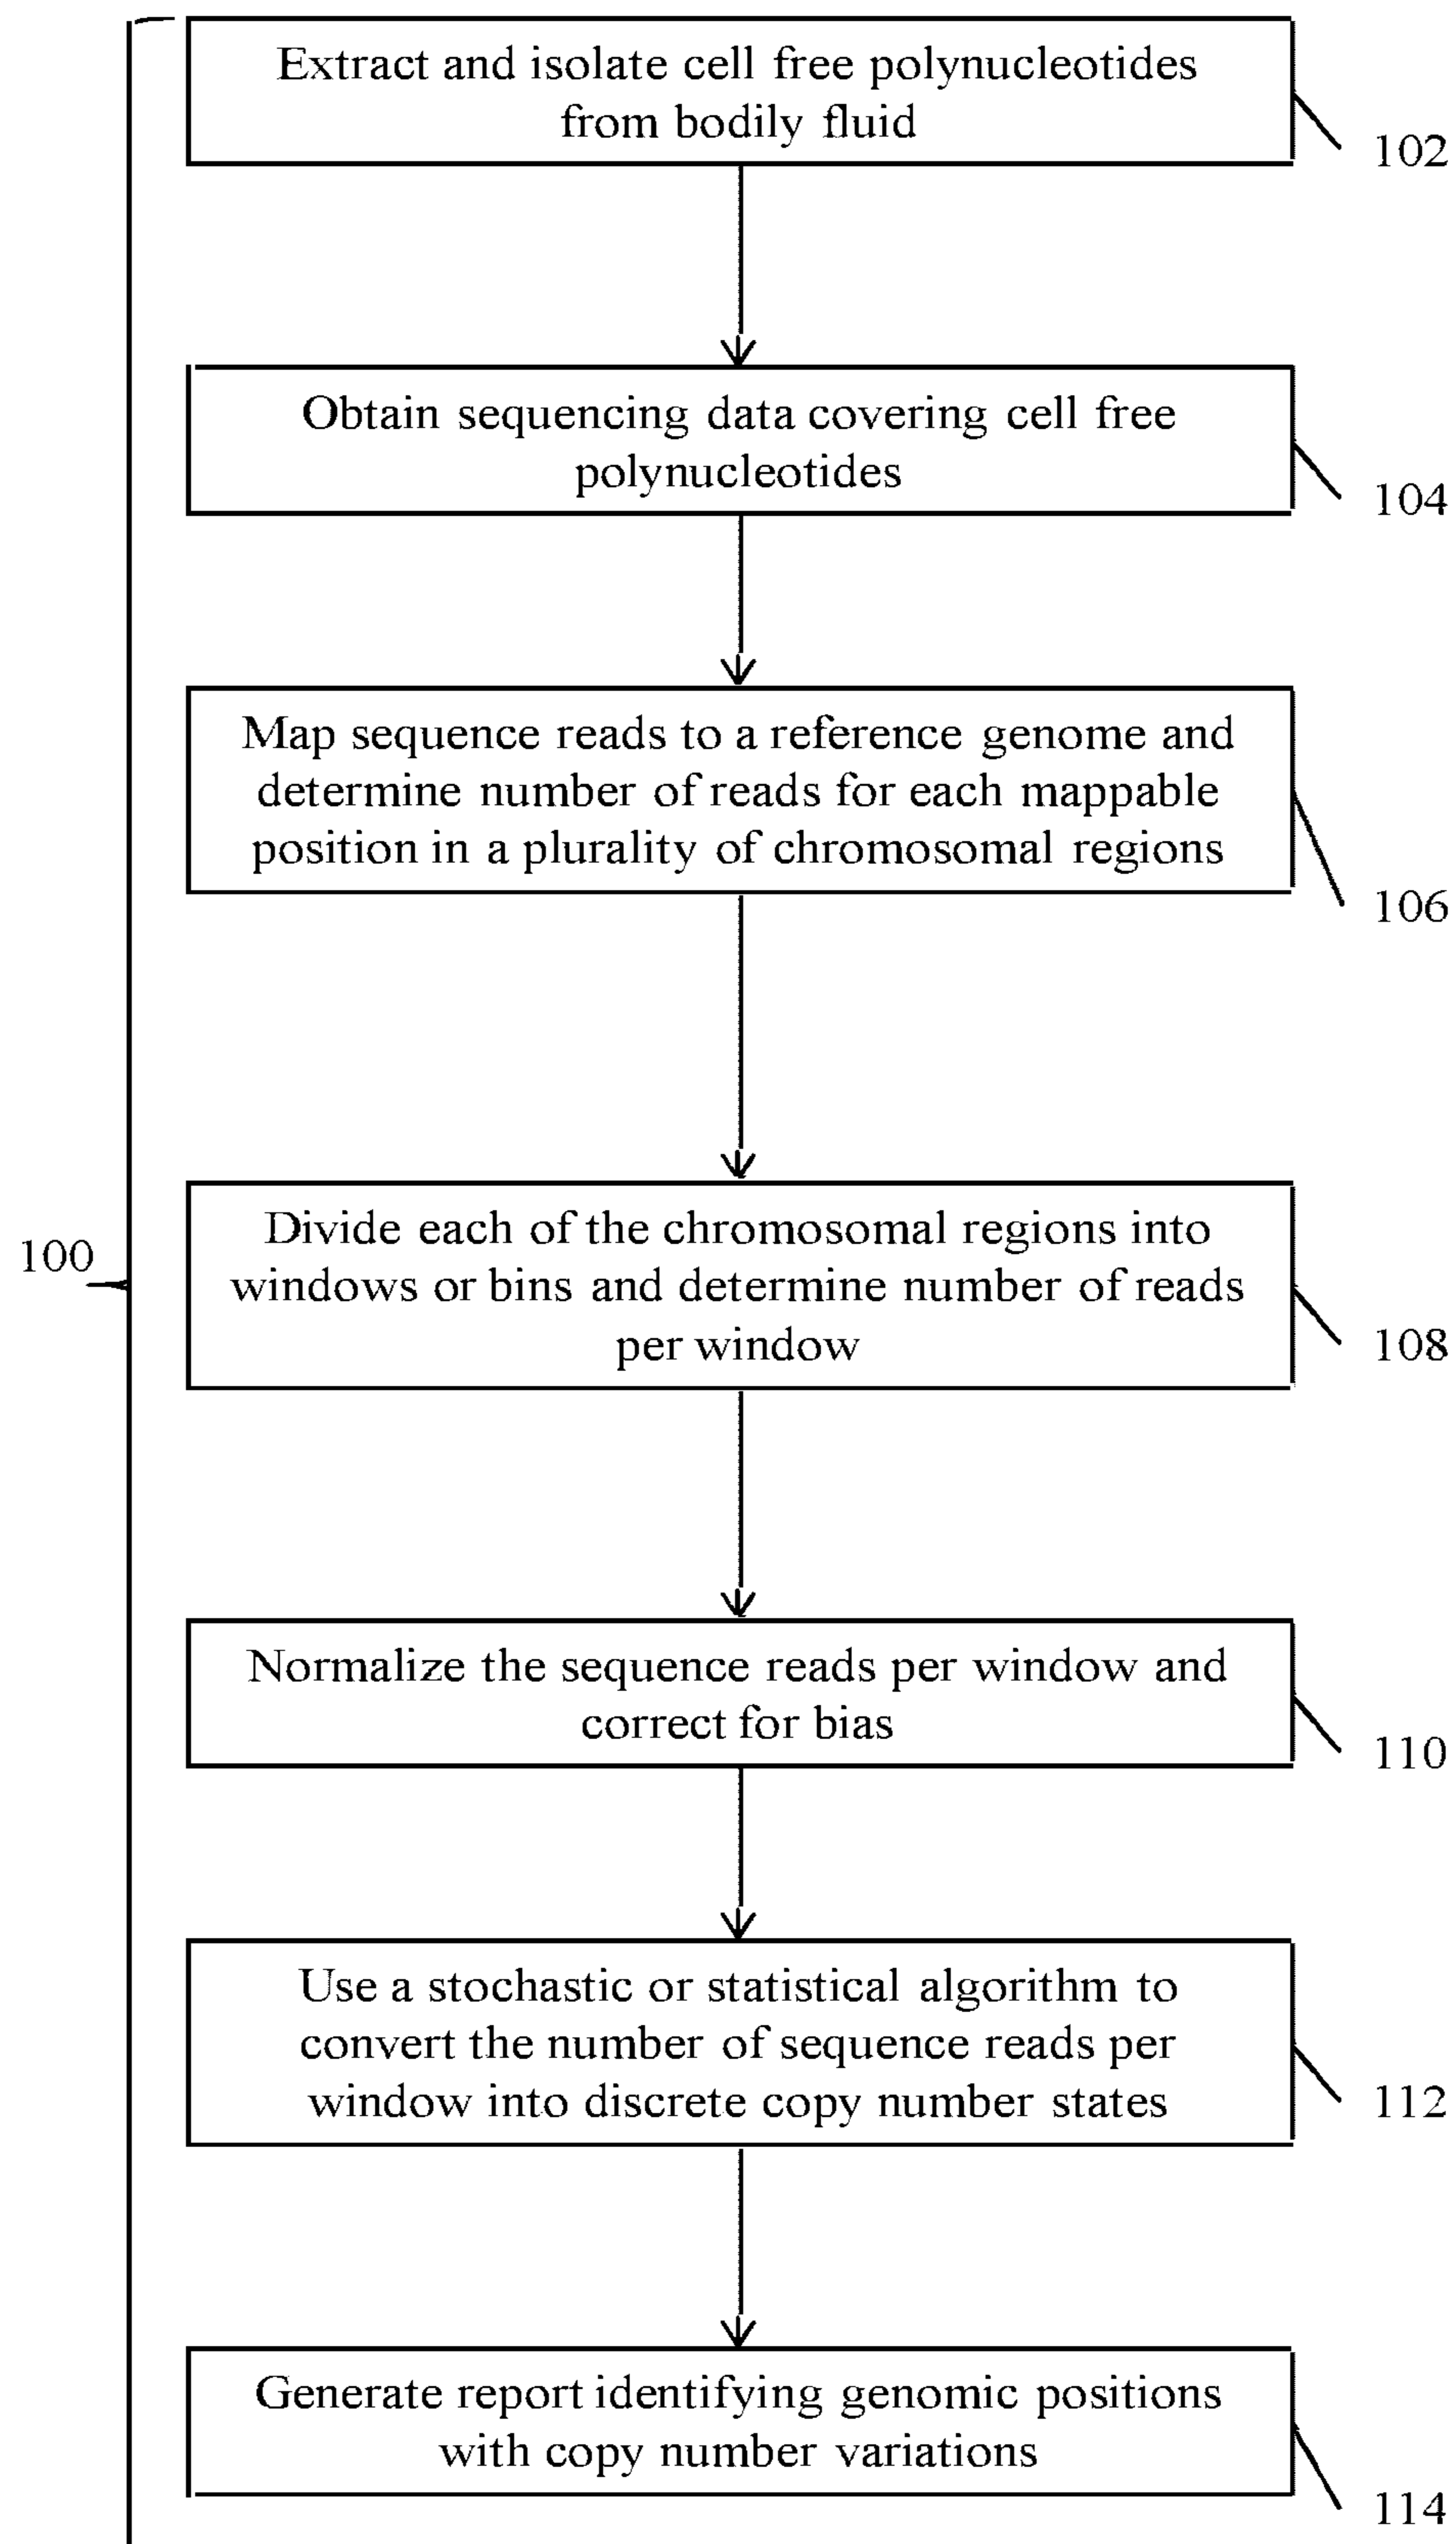 Extract and isolate cell free polynucleotides
from bodily fluid
102
Obtain sequencing data covering cell free
polynucleotides
104
Map sequence reads to a reference genome and
determine number of reads for each mappable
position in a plurality of chromosomal regions
106
100
Divide each of the chromosomal regions into
windows or bins and determine number of reads
per window
108
Normalize the sequence reads per window and
correct for bias
110
Use a stochastic or statistical algorithm to
convert the number of sequence reads per
window into discrete copy number states
112
Generate report identifying genomic positions
with copy number variations
114